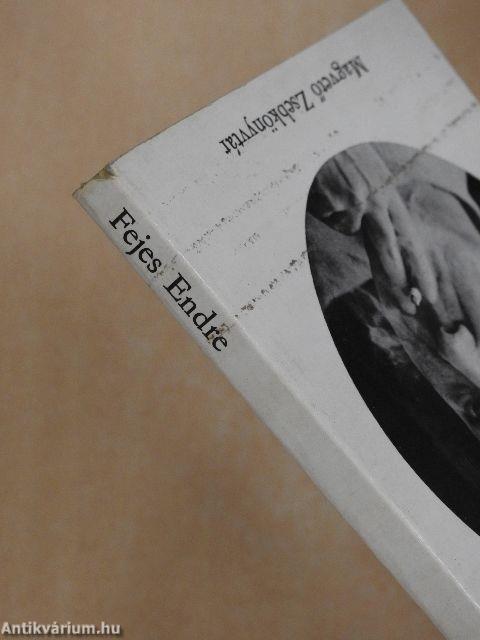 Magvető Zsebkönyvtár
Fejes Endre
Antikvárium.hu